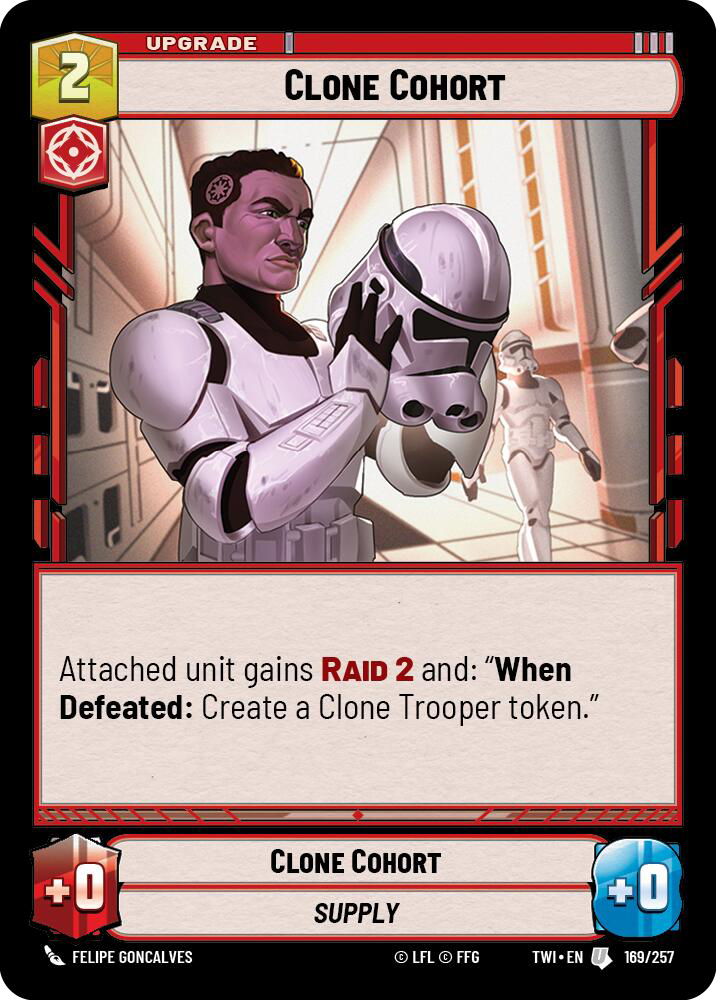 UPGRADE
2
CLONE COHORT
Attached unit gains RAID 2 and: “When
Defeated: Create a Clone Trooper token.”
+0
CLONE COHORT
+0
SUPPLY
FELIPE GONCALVES
© LFL © FFG
TWI • EN
U
169/257